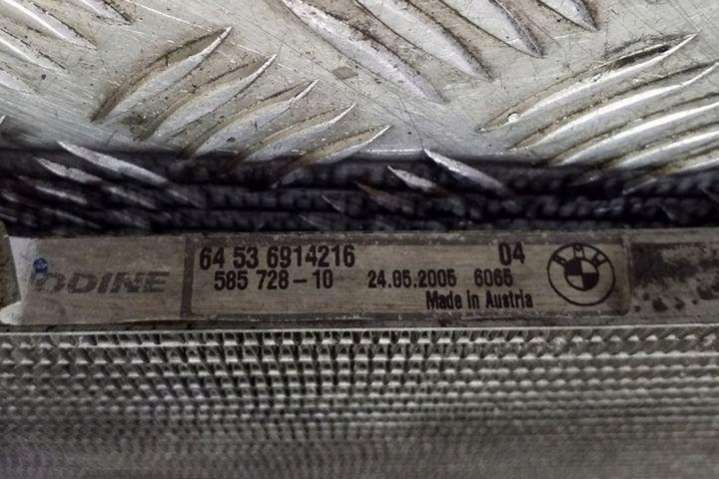 ODINE
64 53 6914216 04
585 728-10 24.05.2005 6065
Made in Austria